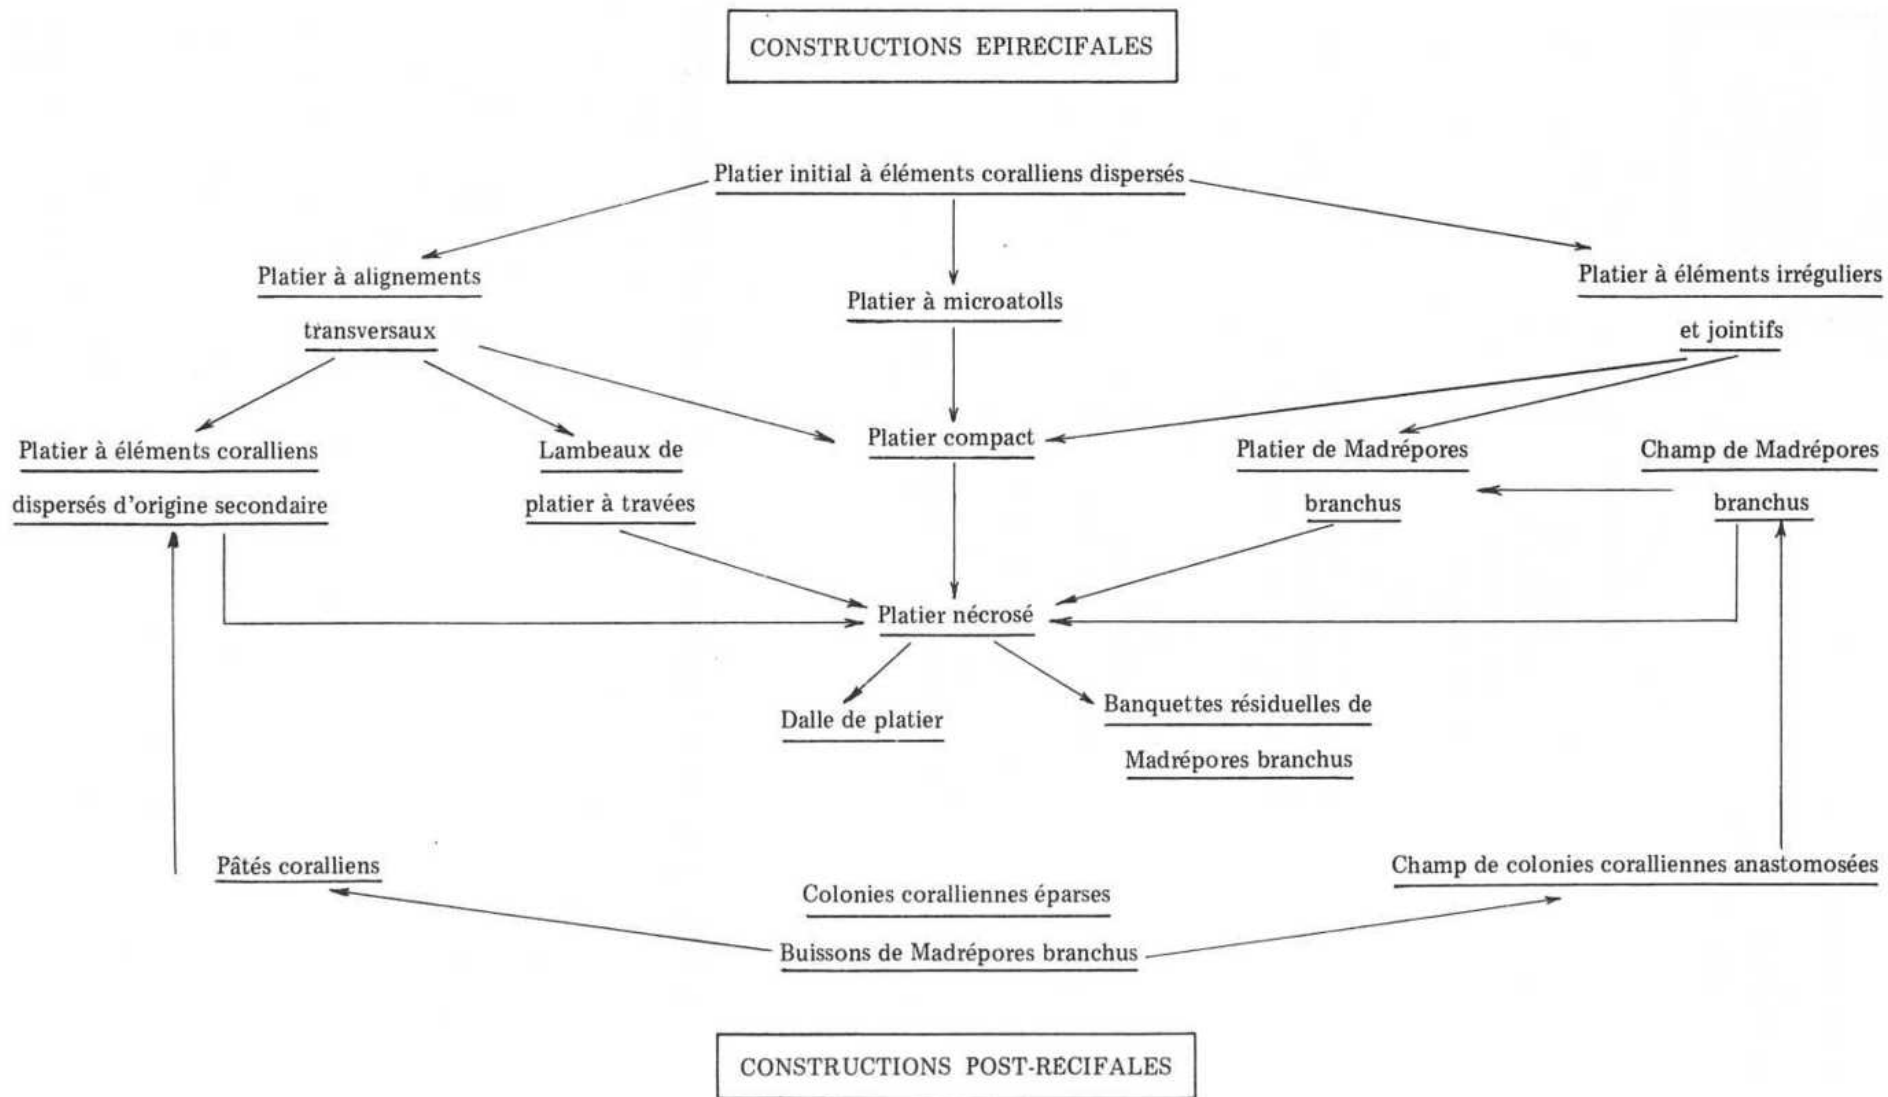 CONSTRUCTIONS EPIRÉCIFALES
Platier initial à éléments coralliens dispersés
Platier à alignements
transversaux
Platier à microatolls
Platier à éléments irréguliers
et jointifs
Platier à éléments coralliens
dispersés d'origine secondaire
Lambeaux de
platier à travées
Platier compact
Platier de Madrépores
branchus
Champ de Madrépores
branchus
Platier nécrosé
Dalle de platier
Banquettes résiduelles de
Madrépores branchus
Pâtés coralliens
Colonies coralliennes éparses
Buissons de Madrépores branchus
Champ de colonies coralliennes anastomosées
CONSTRUCTIONS POST-RÉCIFALES